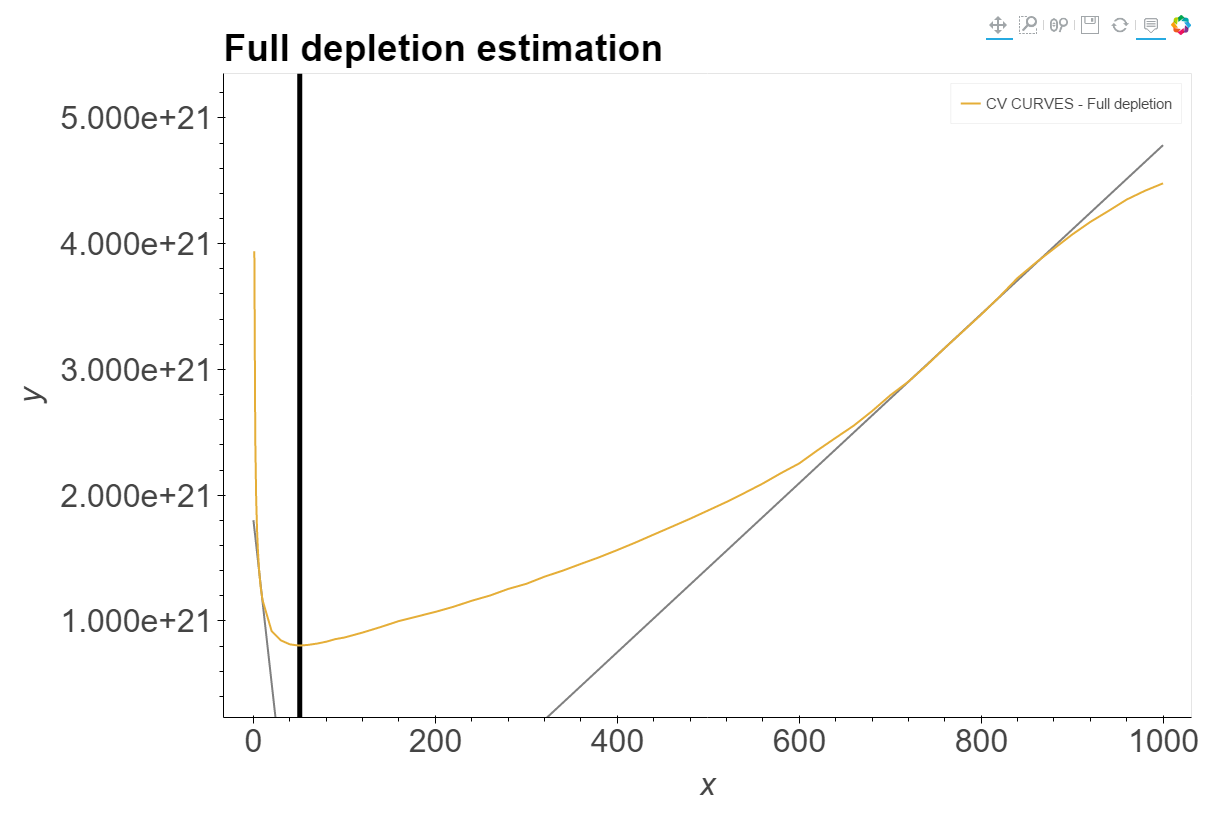 Full depletion estimation
CV CURVES - Full depletion
5.000e+21
4.000e+21
3.000e+21
2.000e+21
1.000e+21
y
0 200 400 600 800 1000
x